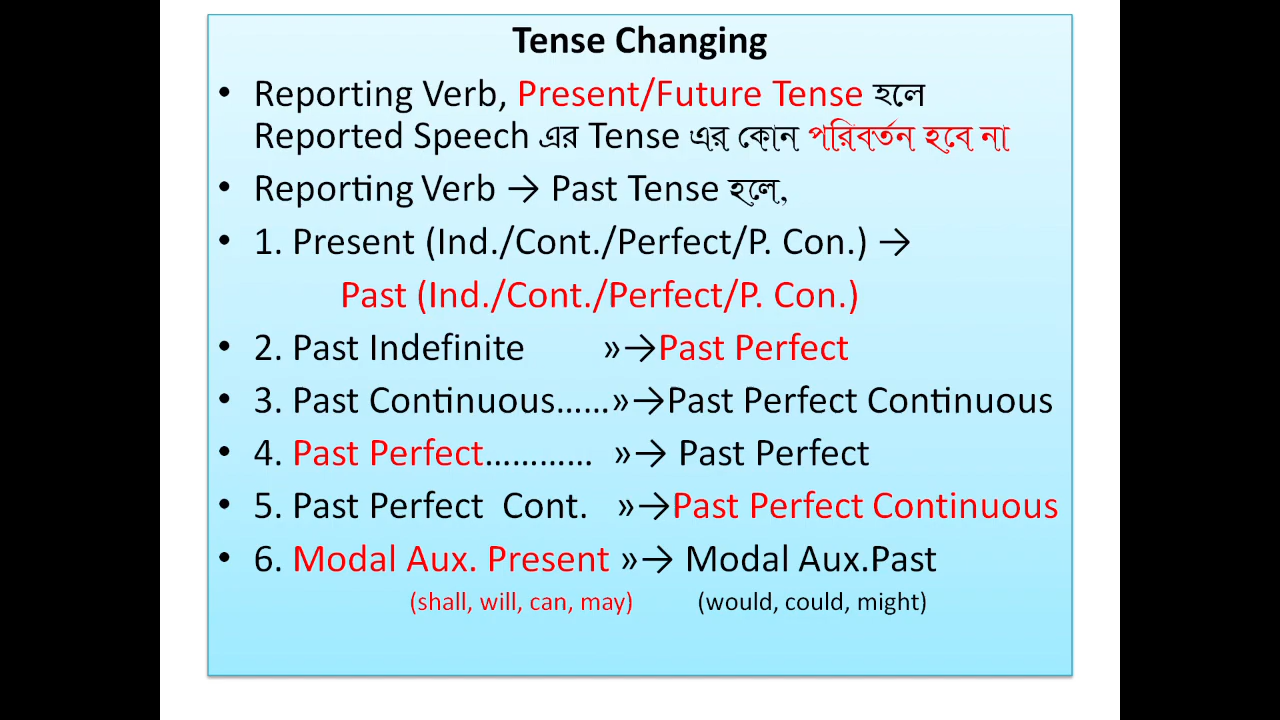 Tense Changing
• Reporting Verb, Present/Future Tense হলে
Reported Speech এর Tense এর কোন পরিবর্তন হবে না
• Reporting Verb → Past Tense হলে,
• 1. Present (Ind./Cont./Perfect/P. Con.) →
Past (Ind./Cont./Perfect/P. Con.)
• 2. Past Indefinite »→Past Perfect
• 3. Past Continuous……»→Past Perfect Continuous
• 4. Past Perfect………… »→ Past Perfect
• 5. Past Perfect Cont. »→Past Perfect Continuous
• 6. Modal Aux. Present »→ Modal Aux.Past
(shall, will, can, may) (would, could, might)